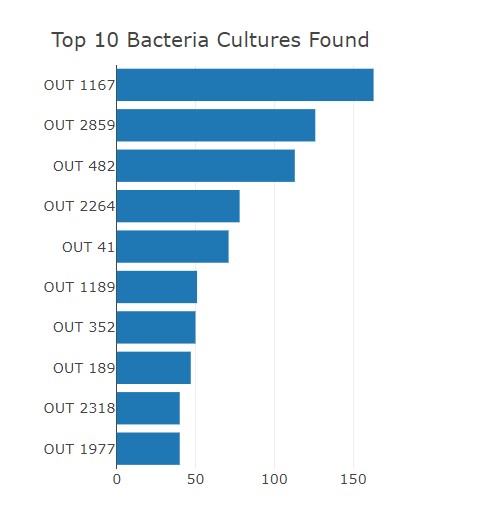 Top 10 Bacteria Cultures Found
OUT 1167
OUT 2859
OUT 482
OUT 2264
OUT 41
OUT 1189
OUT 352
OUT 189
OUT 2318
OUT 1977
0 50 100 150